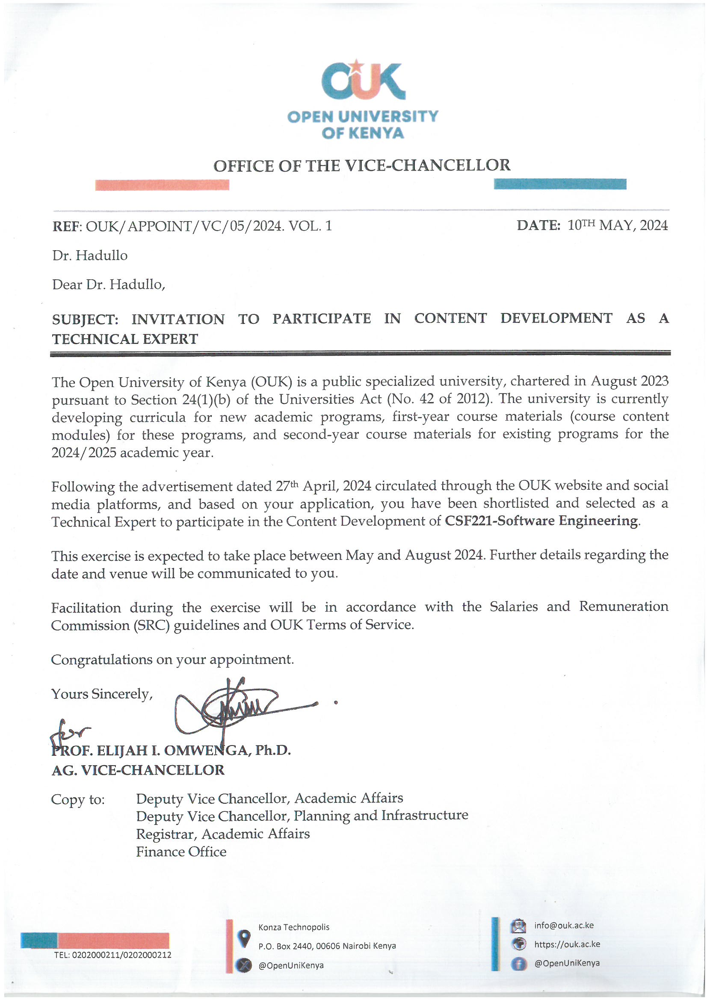 OUK
OPEN UNIVERSITY
OF KENYA
OFFICE OF THE VICE-CHANCELLOR
REF: OUK/APPOINT/VC/05/2024. VOL. 1 DATE: 10TH MAY, 2024
Dr. Hadullo
Dear Dr. Hadullo,
SUBJECT: INVITATION TO PARTICIPATE IN CONTENT DEVELOPMENT AS A
TECHNICAL EXPERT
The Open University of Kenya (OUK) is a public specialized university, chartered in August 2023
pursuant to Section 24(1)(b) of the Universities Act (No. 42 of 2012). The university is currently
developing curricula for new academic programs, first-year course materials (course content
modules) for these programs, and second-year course materials for existing programs for the
2024/2025 academic year.
Following the advertisement dated 27th April, 2024 circulated through the OUK website and social
media platforms, and based on your application, you have been shortlisted and selected as a
Technical Expert to participate in the Content Development of CSF221-Software Engineering.
This exercise is expected to take place between May and August 2024. Further details regarding the
date and venue will be communicated to you.
Facilitation during the exercise will be in accordance with the Salaries and Remuneration
Commission (SRC) guidelines and OUK Terms of Service.
Congratulations on your appointment.
Yours Sincerely,
for
PROF. ELIJAH I. OMWENGA, Ph.D.
AG. VICE-CHANCELLOR
Copy to: Deputy Vice Chancellor, Academic Affairs
Deputy Vice Chancellor, Planning and Infrastructure
Registrar, Academic Affairs
Finance Office
TEL: 0202000211/0202000212
Konza Technopolis
P.O. Box 2440, 00606 Nairobi Kenya
@OpenUniKenya
info@ouk.ac.ke
https://ouk.ac.ke
@OpenUniKenya